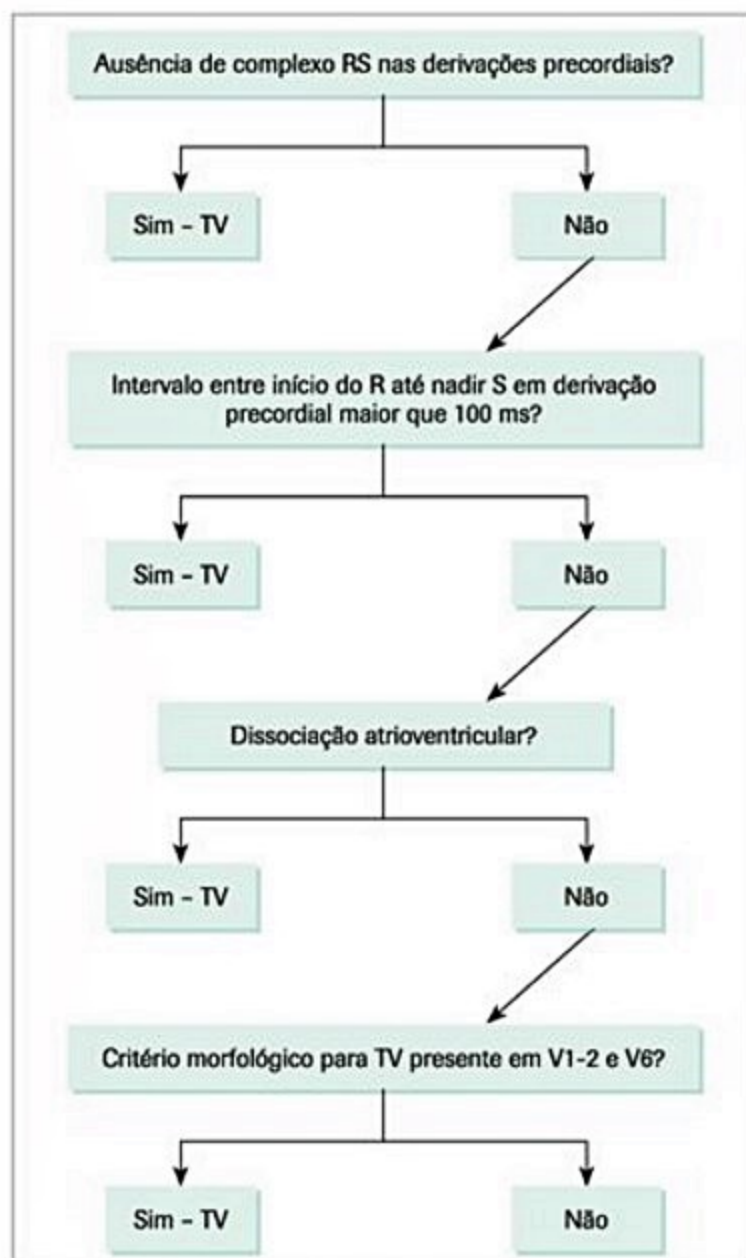 Ausência de complexo RS nas derivações precordiais?
Sim – TV
Não
Intervalo entre início do R até nadir S em derivação
precordial maior que 100 ms?
Sim – TV
Não
Dissociação atrioventricular?
Sim – TV
Não
Critério morfológico para TV presente em V1-2 e V6?
Sim – TV
Não